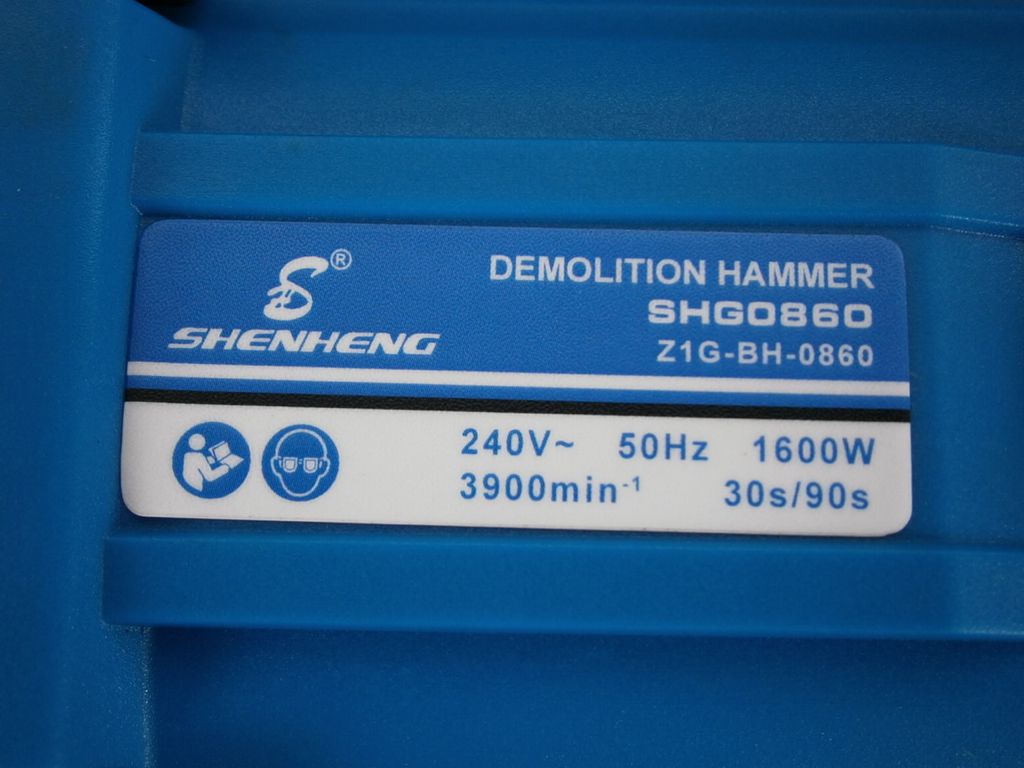 ®
SHENHENG
DEMOLITION HAMMER
SHG0860
Z1G-BH-0860
240V~ 50Hz 1600W
3900min⁻¹ 30s/90s